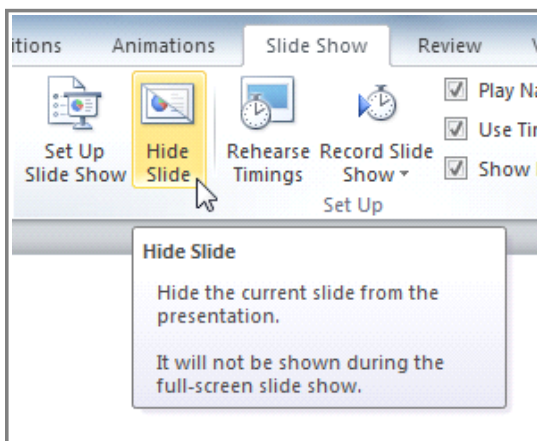 itions Animations Slide Show Review
Set Up
Slide Show
Hide
Slide
Rehearse
Timings
Record Slide
Show
Play Na
Use Tir
Show
Set Up
Hide Slide
Hide the current slide from the
presentation.
It will not be shown during the
full-screen slide show.